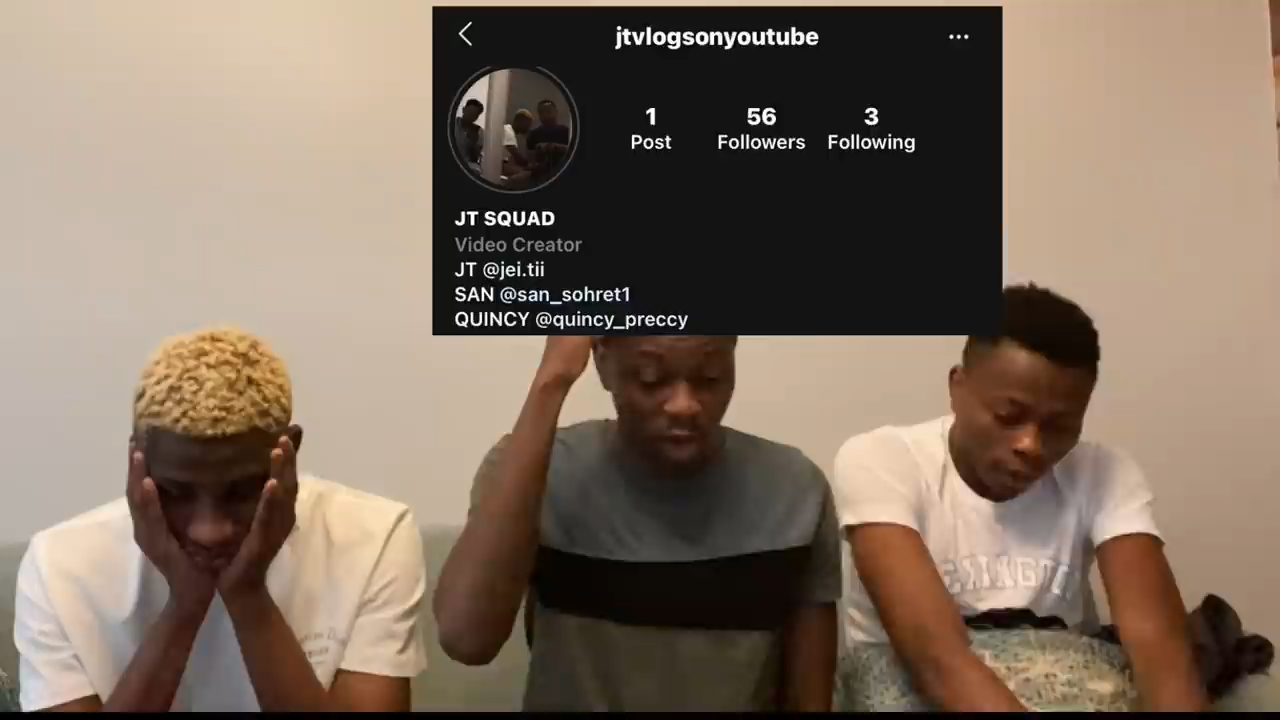 jtvlogsonyoutube
1 56 3
Post Followers Following
JT SQUAD
Video Creator
JT @jei.tii
SAN @san_sohret1
QUINCY @quincy_preccy